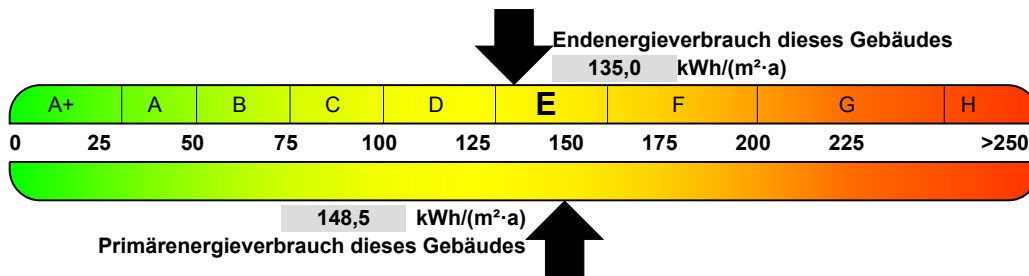 Endenergieverbrauch dieses Gebäudes
135,0 kWh/(m²·a)
A+ A B C D E F G H
0 25 50 75 100 125 150 175 200 225 >250
148,5 kWh/(m²·a)
Primärenergieverbrauch dieses Gebäudes